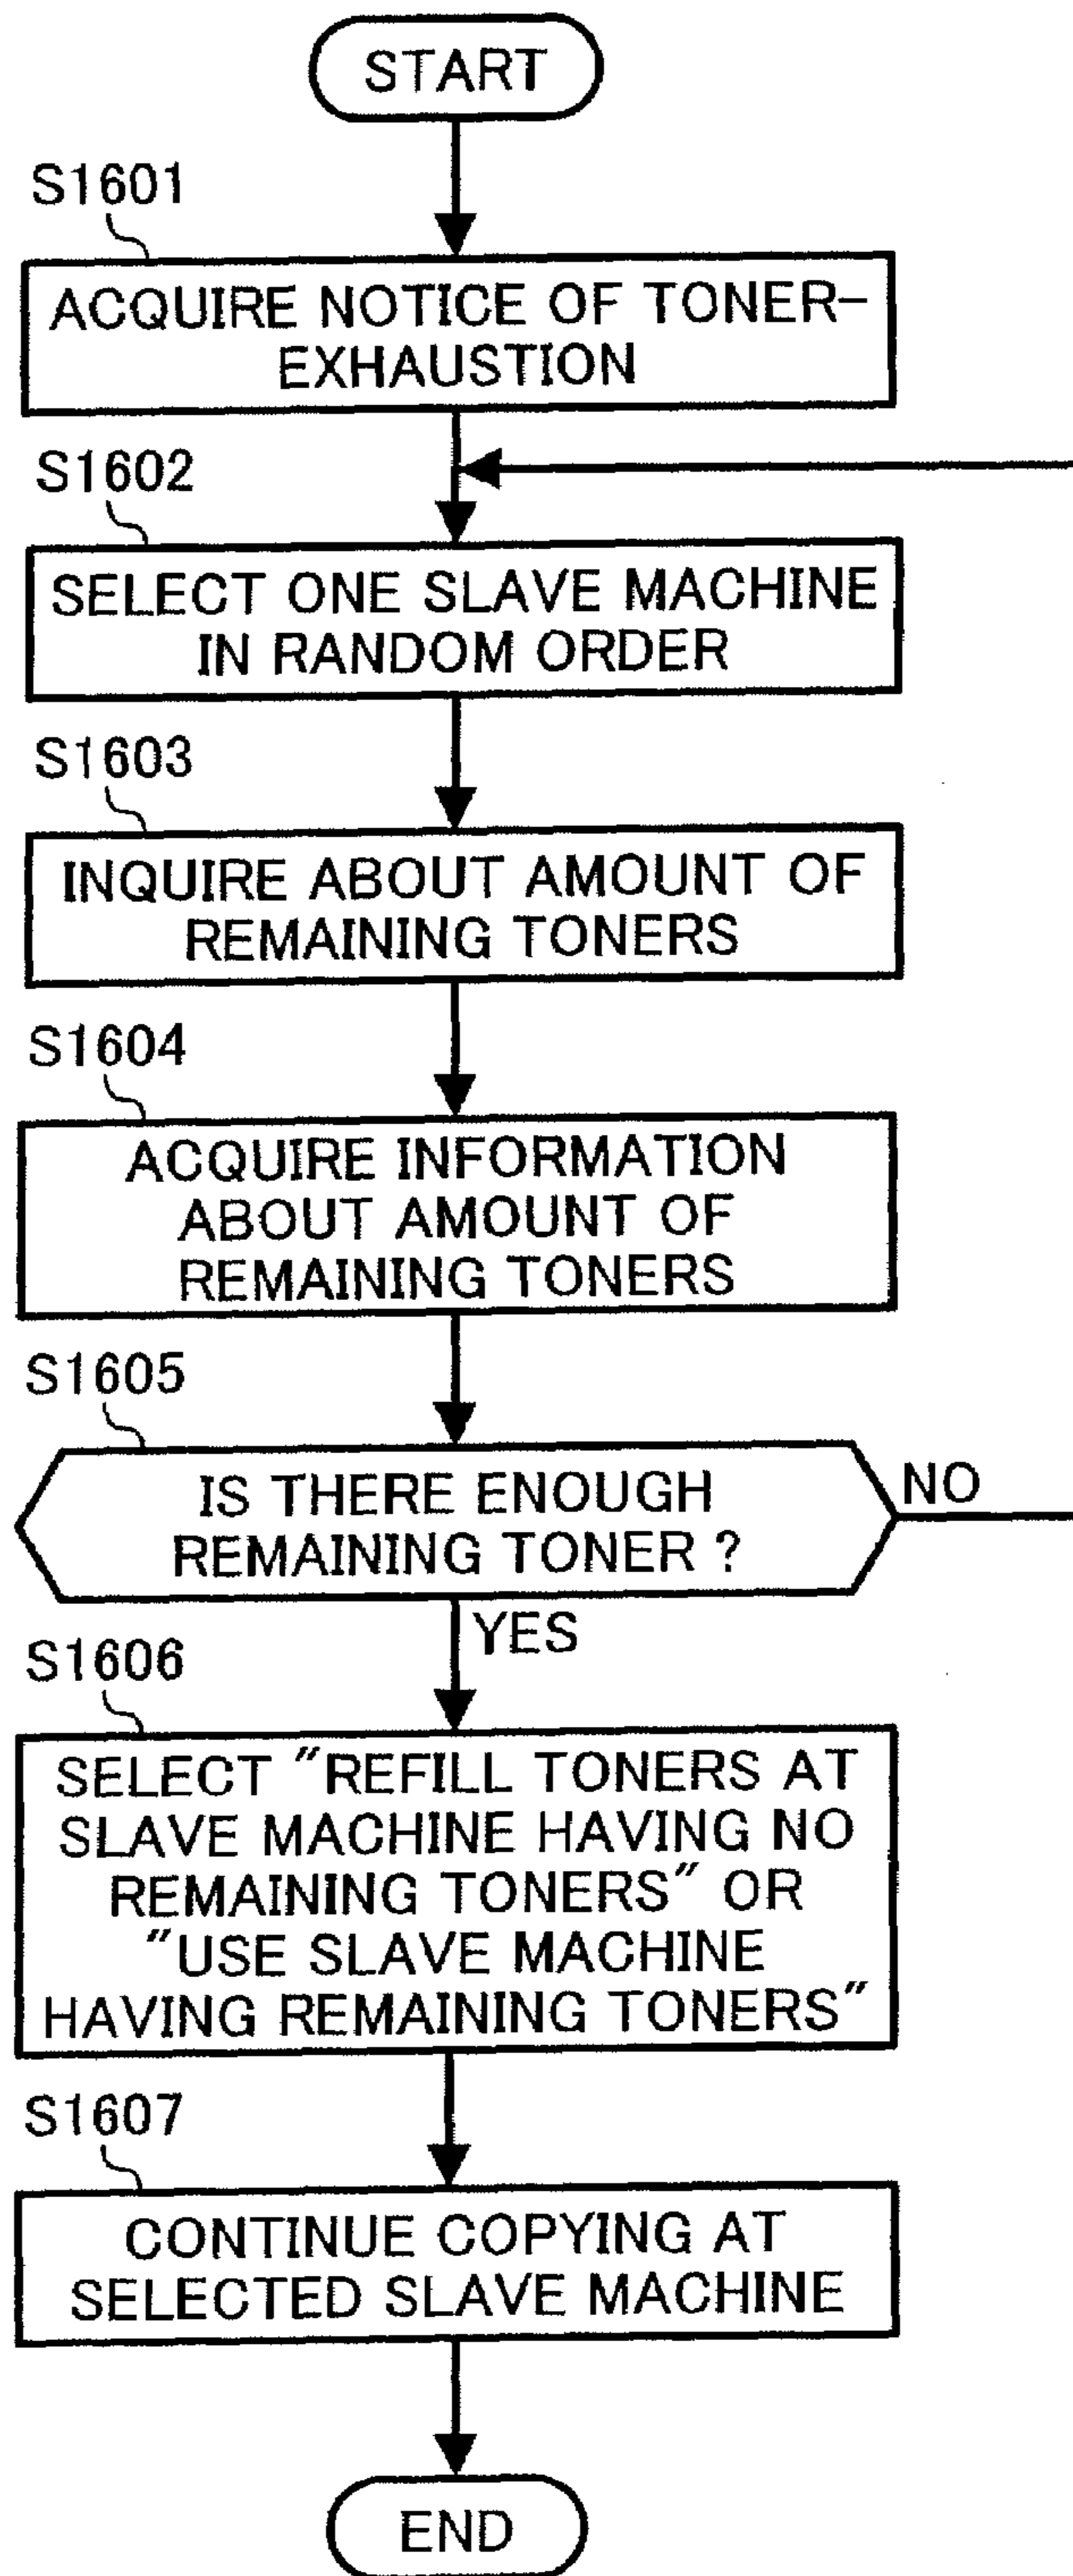 START
S1601
ACQUIRE NOTICE OF TONER-
EXHAUSTION
S1602
SELECT ONE SLAVE MACHINE
IN RANDOM ORDER
S1603
INQUIRE ABOUT AMOUNT OF
REMAINING TONERS
S1604
ACQUIRE INFORMATION
ABOUT AMOUNT OF
REMAINING TONERS
S1605
IS THERE ENOUGH
REMAINING TONER ?
NO
YES
S1606
SELECT "REFILL TONERS AT
SLAVE MACHINE HAVING NO
REMAINING TONERS" OR
"USE SLAVE MACHINE
HAVING REMAINING TONERS"
S1607
CONTINUE COPYING AT
SELECTED SLAVE MACHINE
END